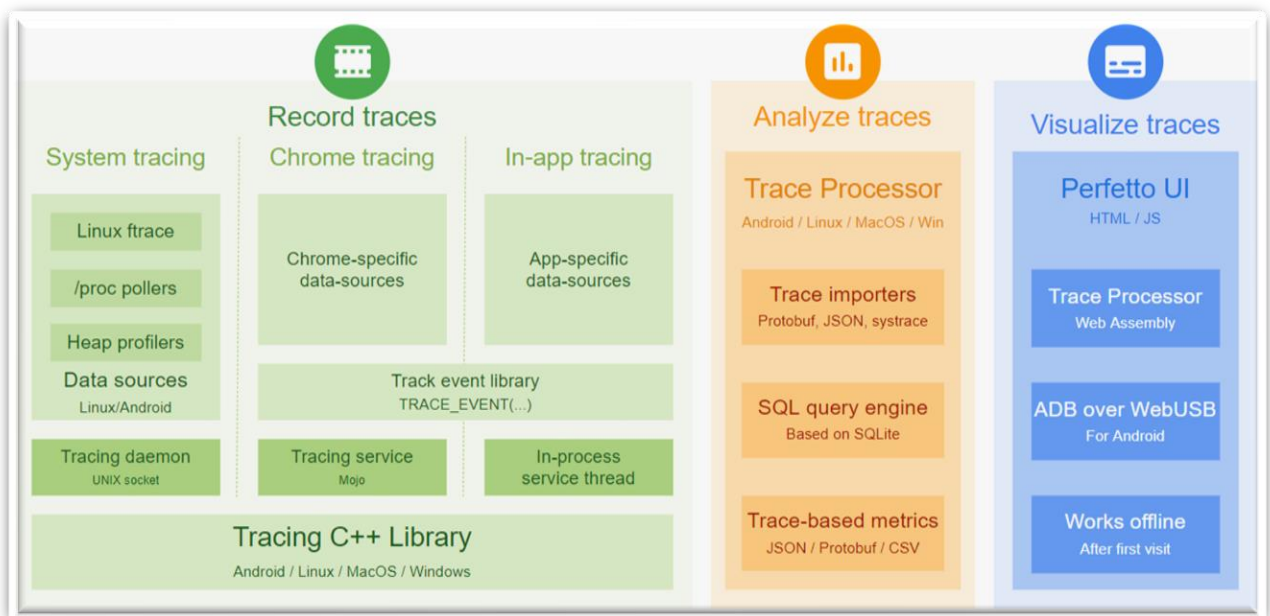 Record traces
System tracing
Linux ftrace
/proc pollers
Heap profilers
Data sources
Linux/Android
Tracing daemon
UNIX socket
Chrome tracing
Chrome-specific
data-sources
In-app tracing
App-specific
data-sources
Track event library
TRACE_EVENT(...)
Tracing service
Mojo
In-process
service thread
Tracing C++ Library
Android / Linux / MacOS / Windows
Analyze traces
Trace Processor
Android / Linux / MacOS / Win
Trace importers
Protobuf, JSON, systrace
SQL query engine
Based on SQLite
Trace-based metrics
JSON / Protobuf / CSV
Visualize traces
Perfetto UI
HTML / JS
Trace Processor
Web Assembly
ADB over WebUSB
For Android
Works offline
After first visit